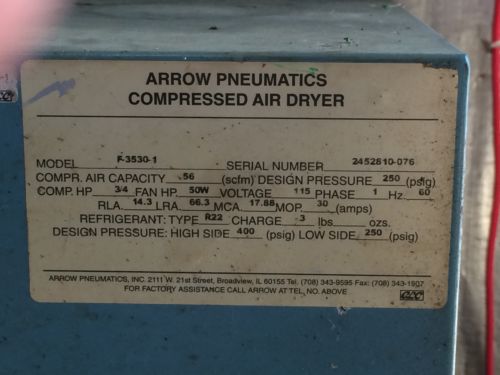 ARROW PNEUMATICS
COMPRESSED AIR DRYER
MODEL F-3530-1 SERIAL NUMBER 2452810-076
COMPR. AIR CAPACITY 56 (scfm) DESIGN PRESSURE 250 (psig)
COMP. HP 3/4 FAN HP 50W VOLTAGE 115 PHASE 1 Hz 60
RLA 14.3 LRA 66.3 MCA 17.88 MOP 30 (amps)
REFRIGERANT: TYPE R22 CHARGE 3 lbs ozs.
DESIGN PRESSURE: HIGH SIDE 400 (psig) LOW SIDE 250 (psig)
ARROW PNEUMATICS, INC. 2111 W. 21st Street, Broadview, IL 60155 Tel: (708) 343-9595 Fax: (708) 343-1907
FOR FACTORY ASSISTANCE CALL ARROW AT TEL. NO. ABOVE